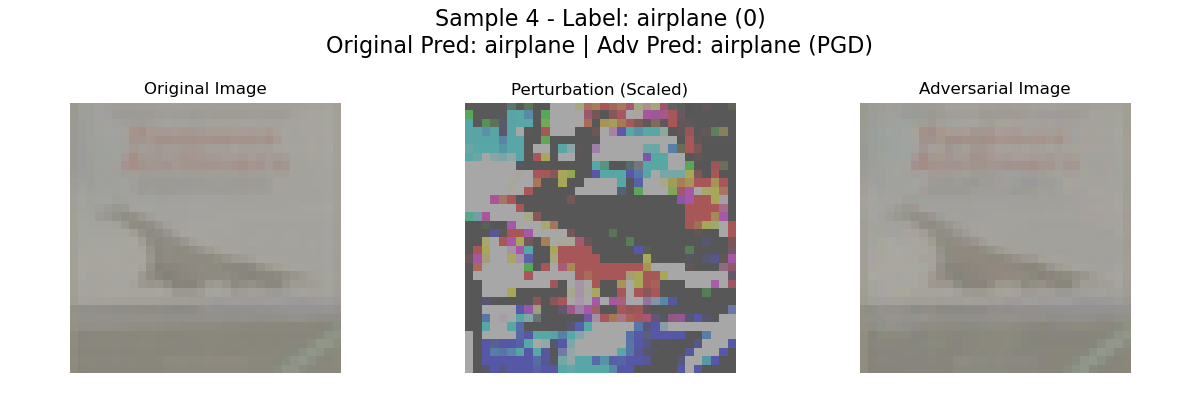 Sample 4 - Label: airplane (0)
Original Pred: airplane | Adv Pred: airplane (PGD)
Original Image
Perturbation (Scaled)
Adversarial Image